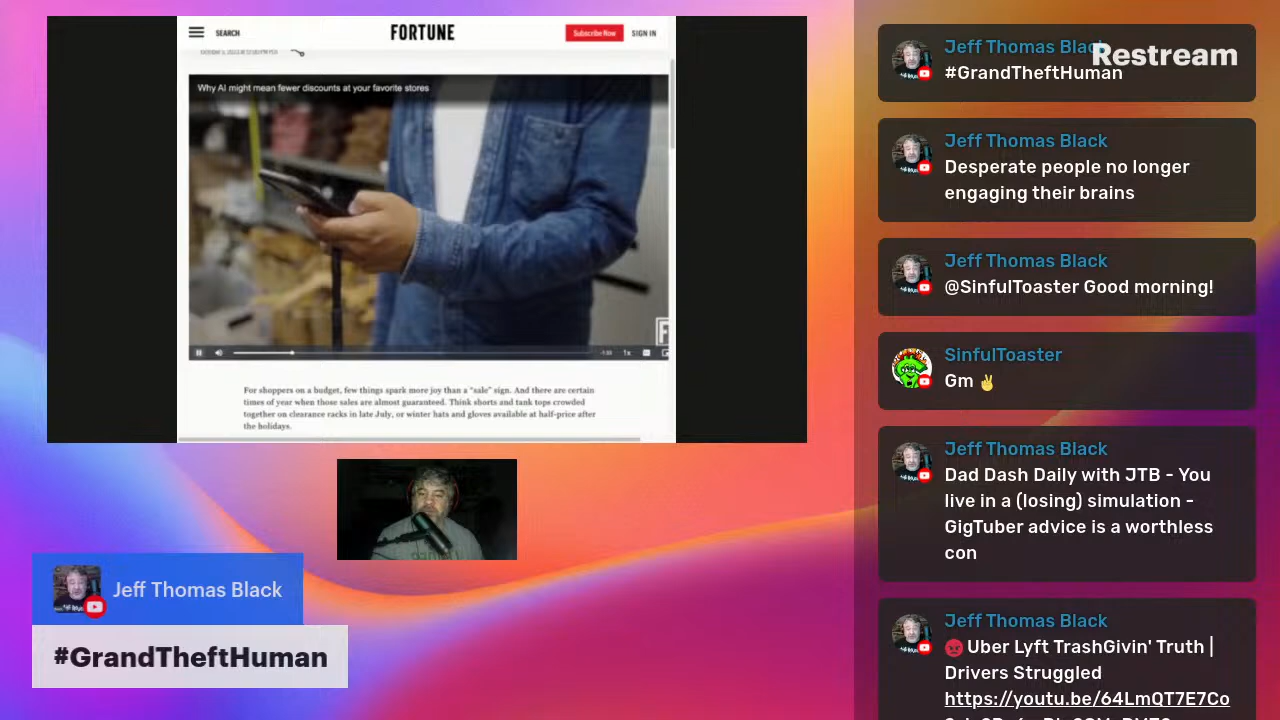 SEARCH
FORTUNE
Subscribe Now
SIGN IN
Why AI might mean fewer discounts at your favorite stores
1x
For shoppers on a budget, few things spark more joy than a “sale” sign. And there are certain
times of year when those sales are almost guaranteed. Think shorts and tank tops crowded
together on clearance racks in late July, or winter hats and gloves available at half-price after
the holidays.
Jeff Thomas Black
#GrandTheftHuman
Restream
Jeff Thomas Black
#GrandTheftHuman
Jeff Thomas Black
Desperate people no longer
engaging their brains
Jeff Thomas Black
@SinfulToaster Good morning!
SinfulToaster
Gm ✌
Jeff Thomas Black
Dad Dash Daily with JTB - You
live in a (losing) simulation -
GigTuber advice is a worthless
con
Jeff Thomas Black
😡 Uber Lyft TrashGivin' Truth |
Drivers Struggled
https://youtu.be/64LmQT7E7Co